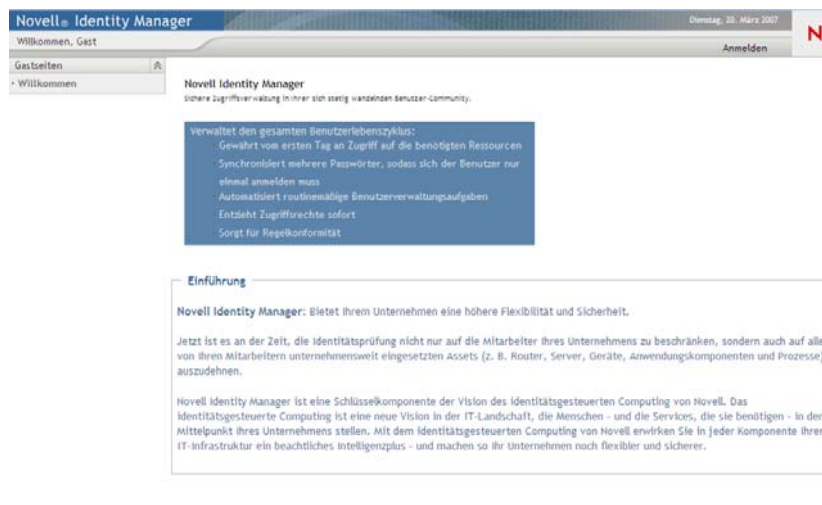 Novell® Identity Manager
Dienstag, 20. März 2007
N
Willkommen, Gast
Anmelden
Gastseiten
Willkommen
Novell Identity Manager
Sichere Zugriffsverwaltung in Ihrer sich stetig wandelnden Benutzer-Community.
Verwaltet den gesamten Benutzerlebenszyklus:
Gewährt vom ersten Tag an Zugriff auf die benötigten Ressourcen
Synchronisiert mehrere Passwörter, sodass sich der Benutzer nur
einmal anmelden muss
Automatisiert routinemäßige Benutzerverwaltungsaufgaben
Entzieht Zugriffsrechte sofort
Sorgt für Regelkonformität
Einführung
Novell Identity Manager: Bietet Ihrem Unternehmen eine höhere Flexibilität und Sicherheit.
Jetzt ist es an der Zeit, die Identitätsprüfung nicht nur auf die Mitarbeiter Ihres Unternehmens zu beschränken, sondern auch auf alle
von Ihren Mitarbeitern unternehmensweit eingesetzten Assets (z. B. Router, Server, Geräte, Anwendungskomponenten und Prozesse)
auszudehnen.
Novell Identity Manager ist eine Schlüsselkomponente der Vision des identitätsgesteuerten Computing von Novell. Das
identitätsgesteuerte Computing ist eine neue Vision in der IT-Landschaft, die Menschen - und die Services, die sie benötigen - in den
Mittelpunkt Ihres Unternehmens stellen. Mit dem identitätsgesteuerten Computing von Novell erwirken Sie in jeder Komponente Ihrer
IT-Infrastruktur ein beachtliches Intelligenzplus - und machen so Ihr Unternehmen noch flexibler und sicherer.